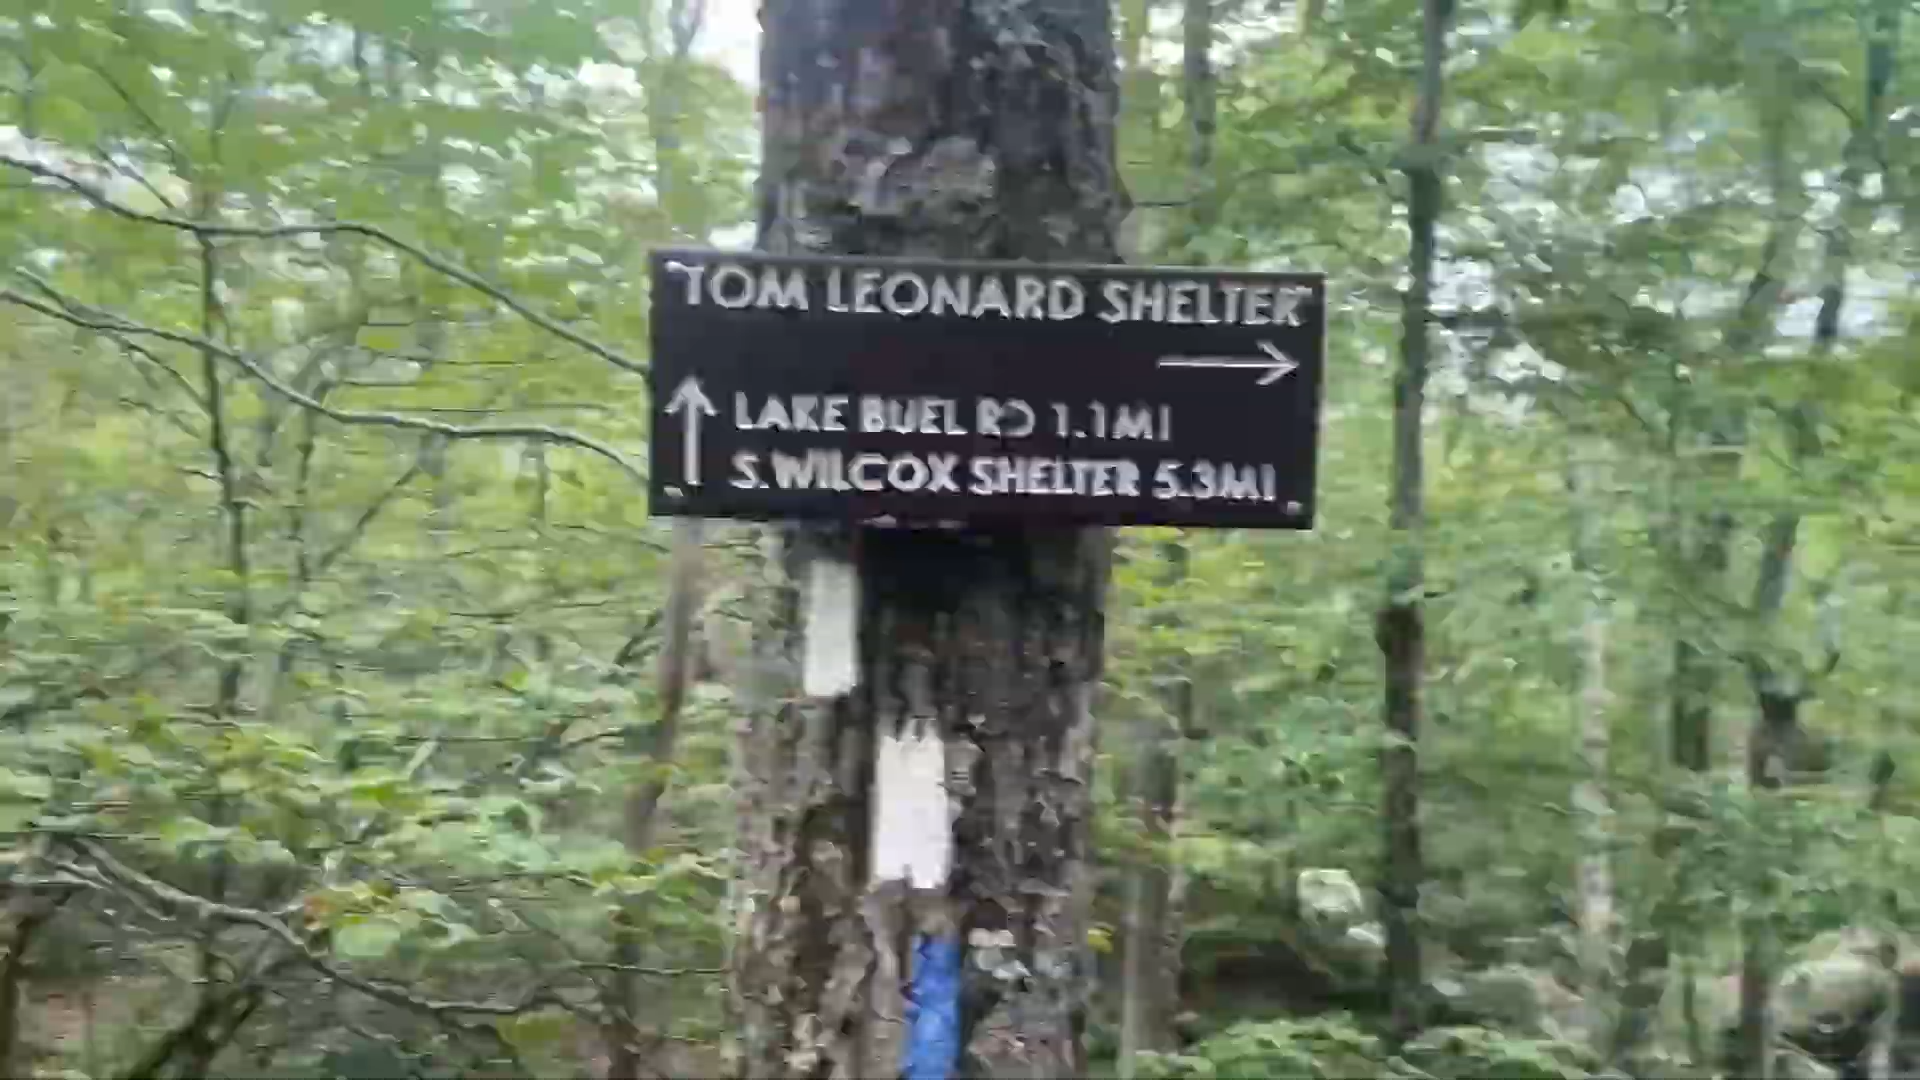 TOM LEONARD SHELTER
LAKE BUEL RD 1.1MI
S.WILCOX SHELTER 5.3MI